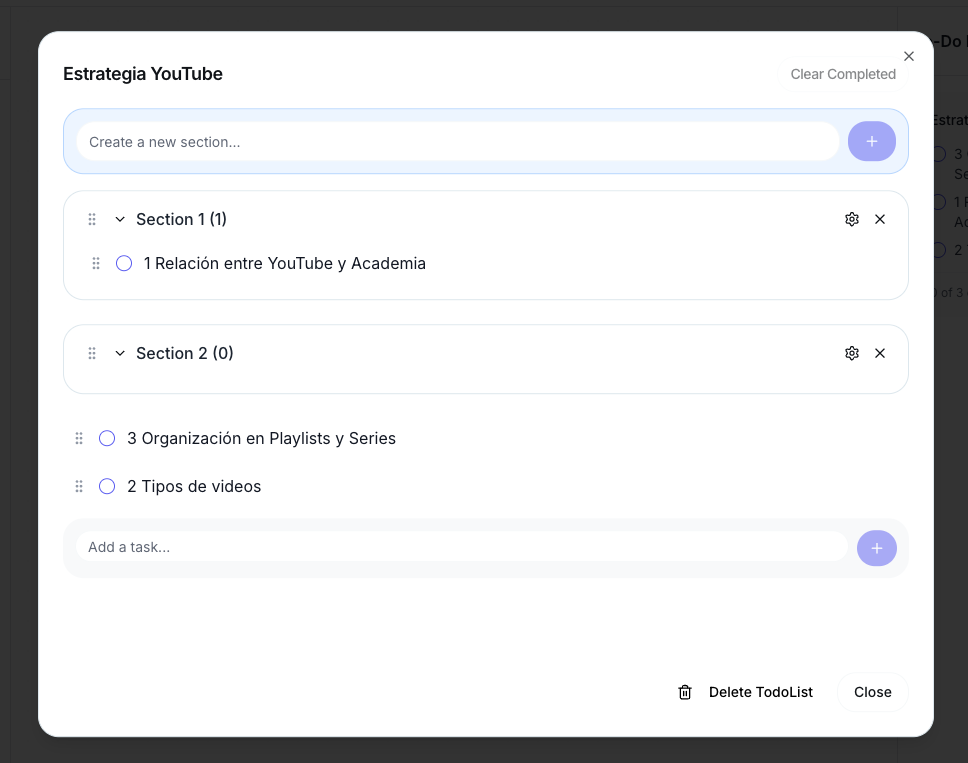 Estrategia YouTube
Clear Completed
Create a new section...
Section 1 (1)
1 Relación entre YouTube y Academia
Section 2 (0)
3 Organización en Playlists y Series
2 Tipos de videos
Add a task...
Delete TodoList
Close
-Do
Estrat
3
Se
1 R
Ac
2
0 of 3